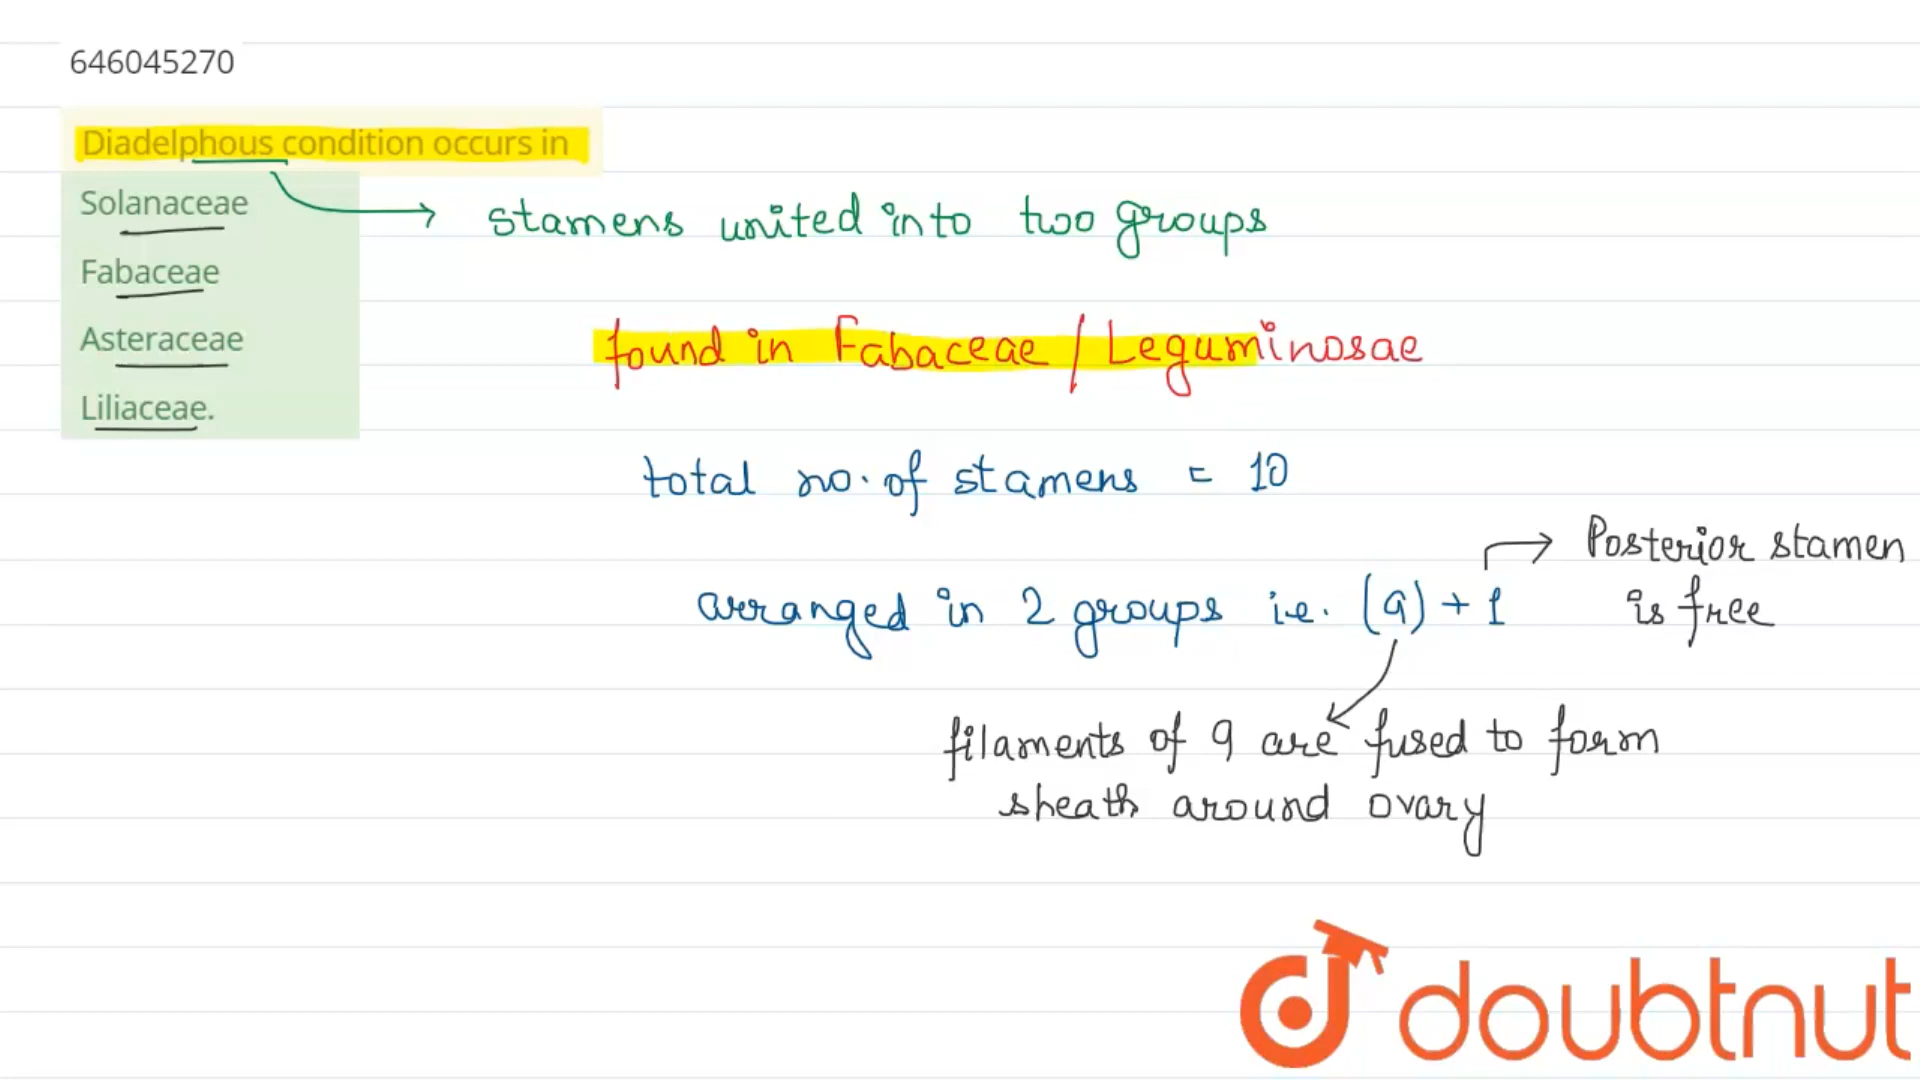 646045270
Diadelphous condition occurs in
Solanaceae
Fabaceae
Asteraceae
Liliaceae.
stamens united into two groups
found in Fabaceae / Leguminosae
total no. of stamens = 10
arranged in 2 groups i.e. (9) + 1
Posterior stamen
is free
filaments of 9 are fused to form
sheath around ovary
doubtnut